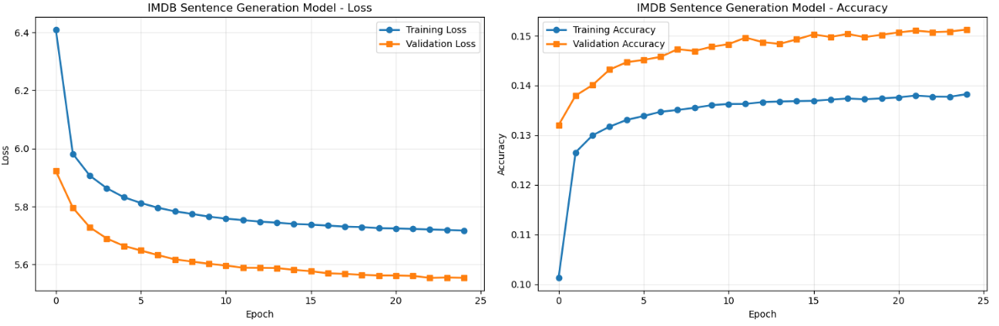 IMDB Sentence Generation Model - Loss
Training Loss
Validation Loss
6.4
6.2
6.0
5.8
5.6
Loss
0
5
10
15
20
25
Epoch
IMDB Sentence Generation Model - Accuracy
Training Accuracy
Validation Accuracy
0.15
0.14
0.13
0.12
0.11
0.10
Accuracy
0
5
10
15
20
25
Epoch